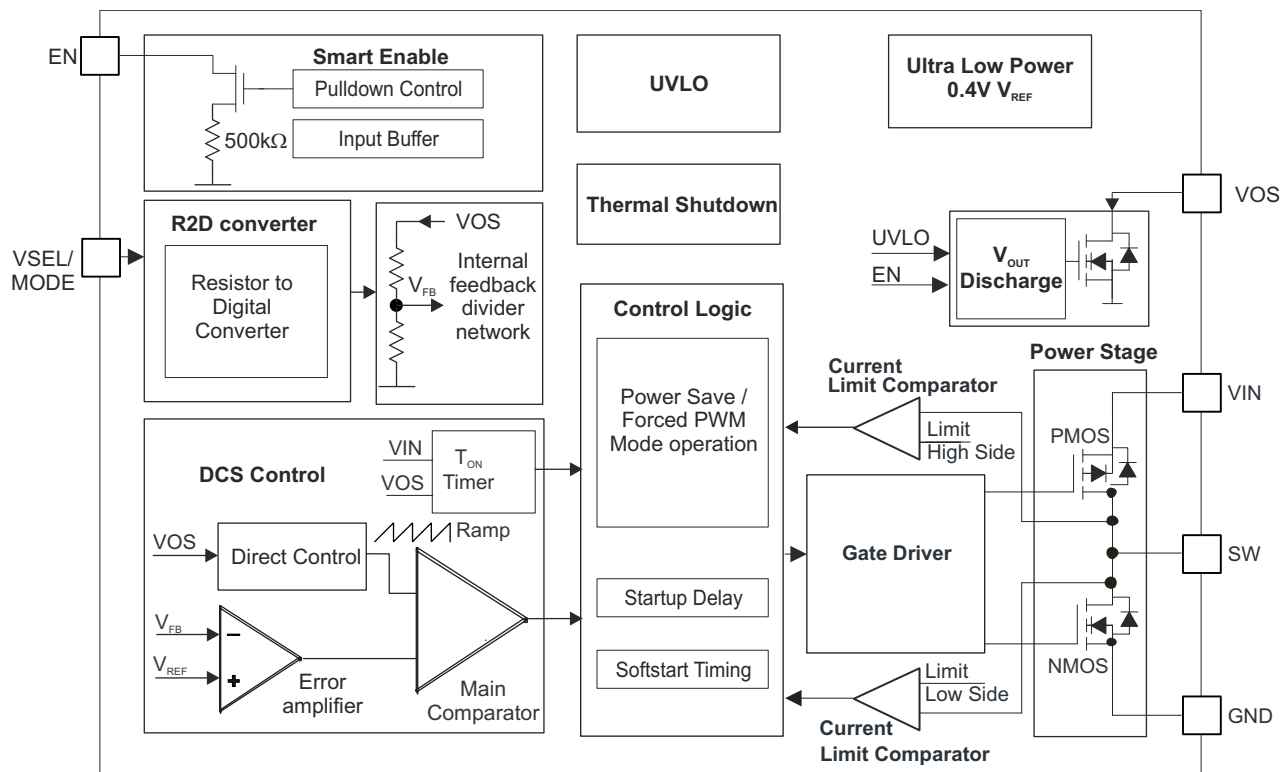 EN
Smart Enable
Pulldown Control
500kΩ
Input Buffer
UVLO
Ultra Low Power
0.4V VREF
Thermal Shutdown
VOS
UVLO
EN
VOUT
Discharge
VSEL/
MODE
R2D converter
Resistor to
Digital
Converter
VOS
VFB
Internal
feedback
divider
network
Control Logic
Power Save /
Forced PWM
Mode operation
Startup Delay
Softstart Timing
Current
Limit Comparator
Limit
High Side
Power Stage
PMOS
NMOS
VIN
SW
GND
Gate Driver
Limit
Low Side
Current
Limit Comparator
DCS Control
VIN
VOS
TON
Timer
Ramp
VOS
Direct Control
VFB
−
VREF
+
Error
amplifier
Main
Comparator